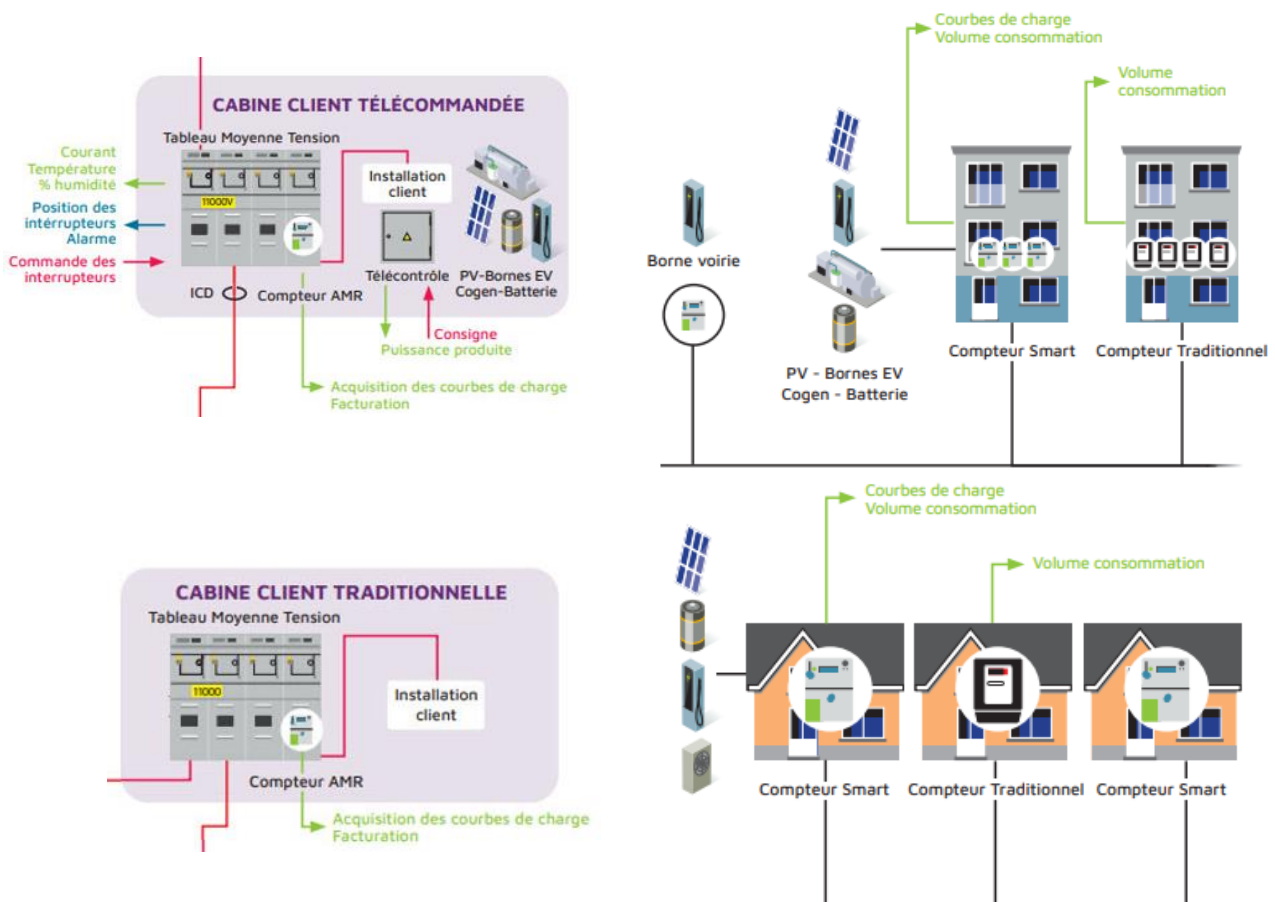 CABINE CLIENT TÉLÉCOMMANDÉE
Tableau Moyenne Tension
Courant
Température
% humidité
Position des
intérrupteurs
Alarme
Commande des
interrupteurs
11000V
ICD
Compteur AMR
Installation
client
Télécontrôle
PV-Bornes EV
Cogen-Batterie
Consigne
Puissance produite
Acquisition des courbes de charge
Facturation
Courbes de charge
Volume consommation
Volume
consommation
Borne voirie
PV - Bornes EV
Cogen - Batterie
Compteur Smart
Compteur Traditionnel
CABINE CLIENT TRADITIONNELLE
Tableau Moyenne Tension
11000
Installation
client
Compteur AMR
Acquisition des courbes de charge
Facturation
Courbes de charge
Volume consommation
Volume consommation
Compteur Smart
Compteur Traditionnel
Compteur Smart